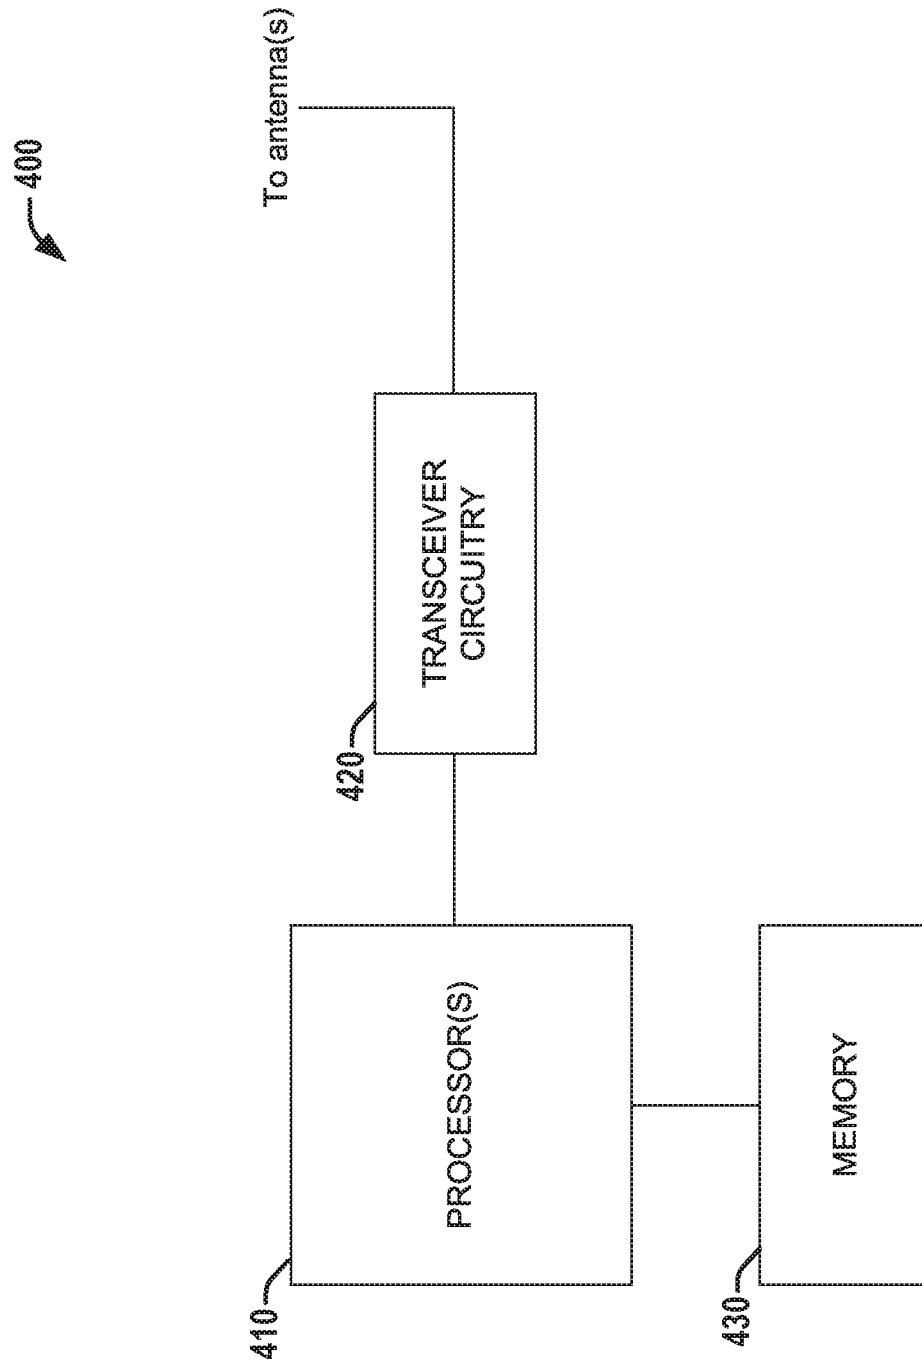 400
To antenna(s)
420
TRANSCEIVER
CIRCUITRY
410
PROCESSOR(S)
430
MEMORY